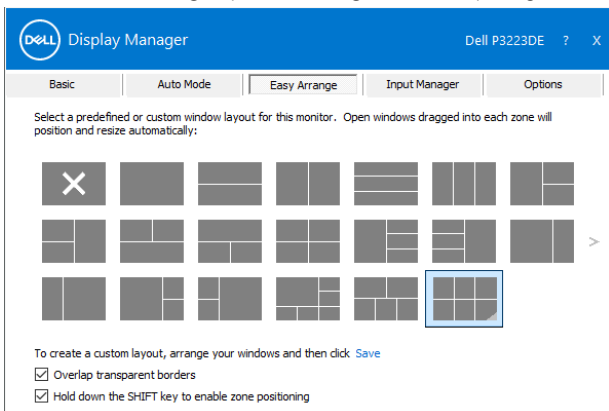 DELL Display Manager Dell P3223DE ? X
Basic Auto Mode Easy Arrange Input Manager Options
Select a predefined or custom window layout for this monitor. Open windows dragged into each zone will
position and resize automatically:
>
To create a custom layout, arrange your windows and then click Save
Overlap transparent borders
Hold down the SHIFT key to enable zone positioning